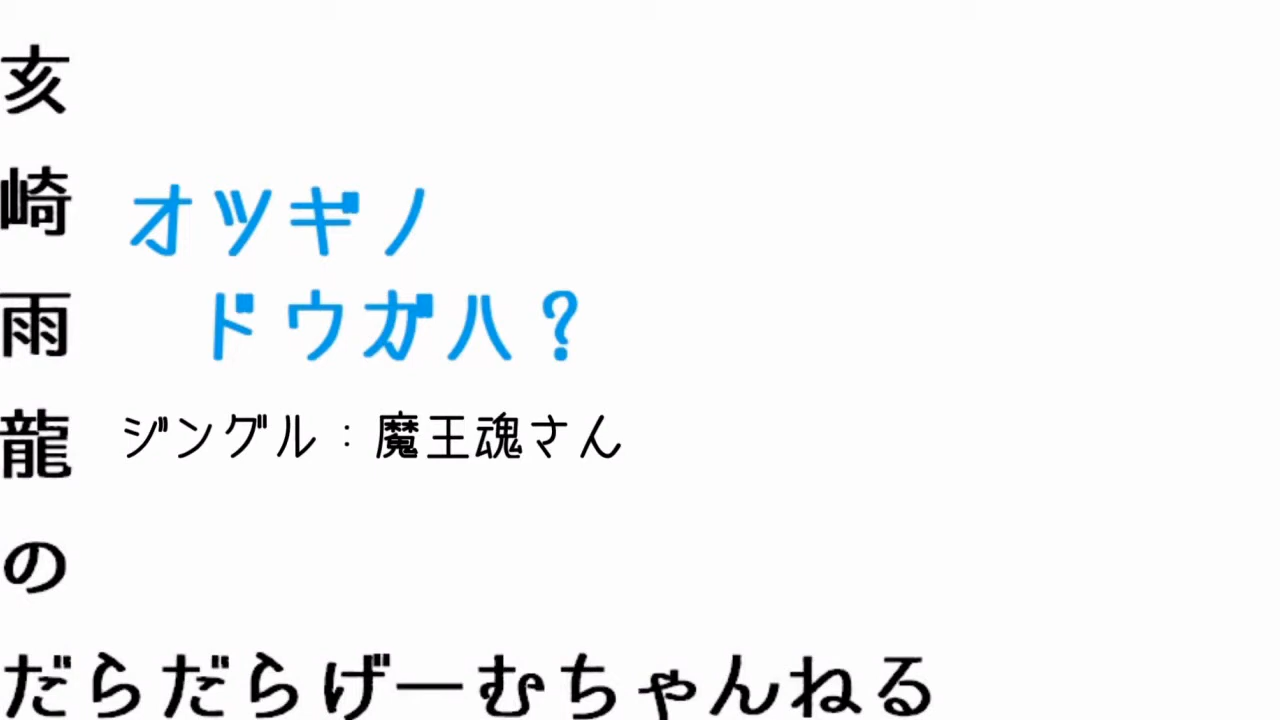 亥崎雨龍の
だらだらげーむちゃんねる
オツギノ
ドウガハ？
ジングル：魔王魂さん